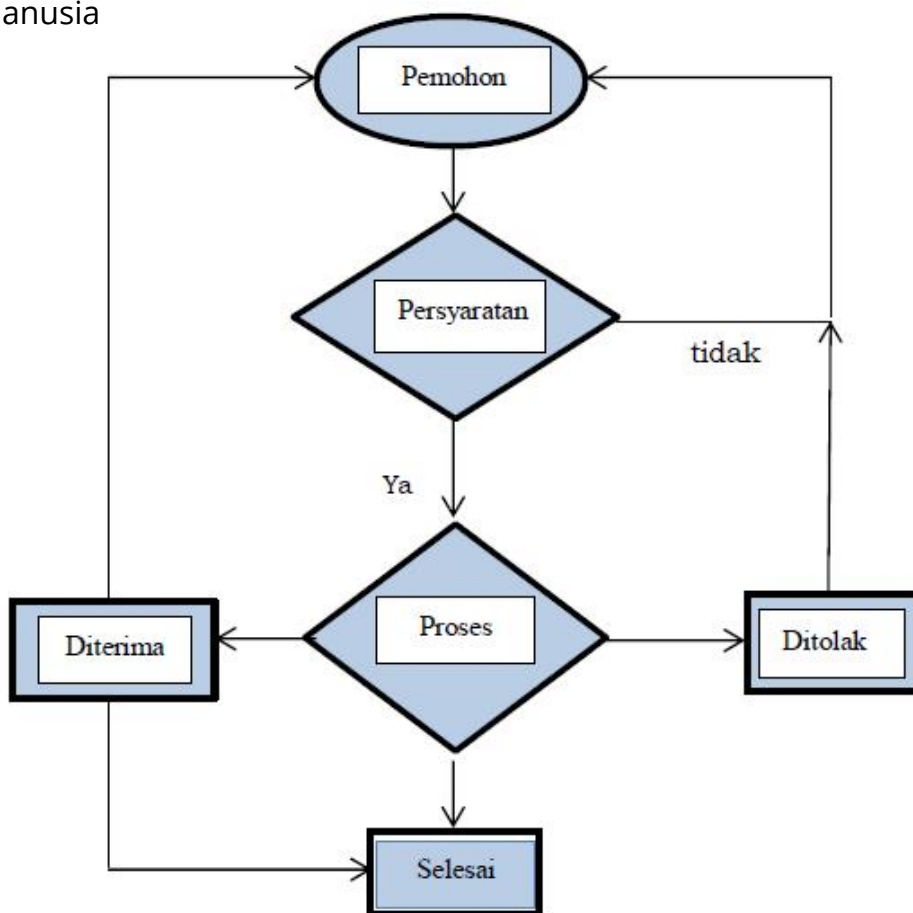 anusia
Pemohon
Persyaratan
tidak
Ya
Proses
Diterima
Ditolak
Selesai